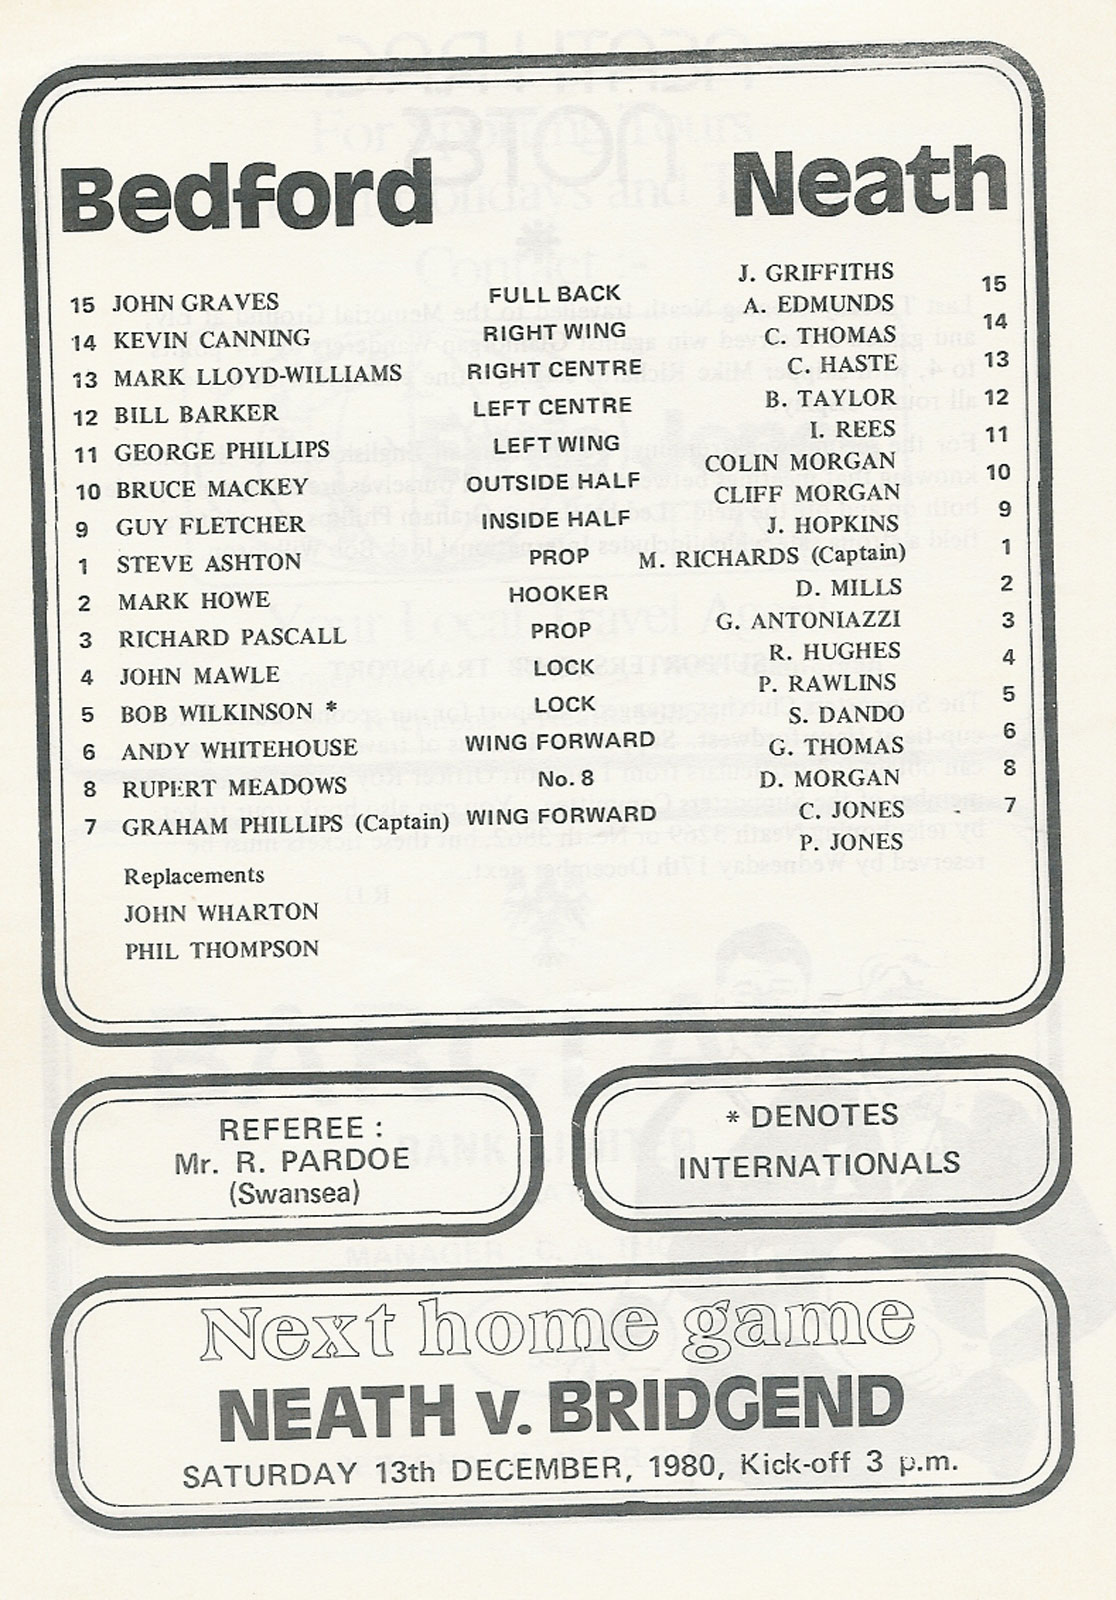 Bedford Neath
J. GRIFFITHS
15 JOHN GRAVES FULL BACK A. EDMUNDS 15
14 KEVIN CANNING RIGHT WING C. THOMAS 14
13 MARK LLOYD-WILLIAMS RIGHT CENTRE C. HASTE 13
12 BILL BARKER LEFT CENTRE B. TAYLOR 12
11 GEORGE PHILLIPS LEFT WING I. REES 11
COLIN MORGAN
10 BRUCE MACKEY OUTSIDE HALF CLIFF MORGAN 10
9 GUY FLETCHER INSIDE HALF J. HOPKINS 9
1 STEVE ASHTON PROP M. RICHARDS (Captain) 1
2 MARK HOWE HOOKER D. MILLS 2
3 RICHARD PASCALL PROP G. ANTONIAZZI 3
R. HUGHES
4 JOHN MAWLE LOCK P. RAWLINS 4
5 BOB WILKINSON * LOCK S. DANDO 5
6 ANDY WHITEHOUSE WING FORWARD G. THOMAS 6
8 RUPERT MEADOWS No. 8 D. MORGAN 8
7 GRAHAM PHILLIPS (Captain) WING FORWARD C. JONES 7
P. JONES
Replacements
JOHN WHARTON
PHIL THOMPSON
REFEREE :
Mr. R. PARDOE
(Swansea)
* DENOTES
INTERNATIONALS
Next home game
NEATH v. BRIDGEND
SATURDAY 13th DECEMBER, 1980, Kick-off 3 p.m.